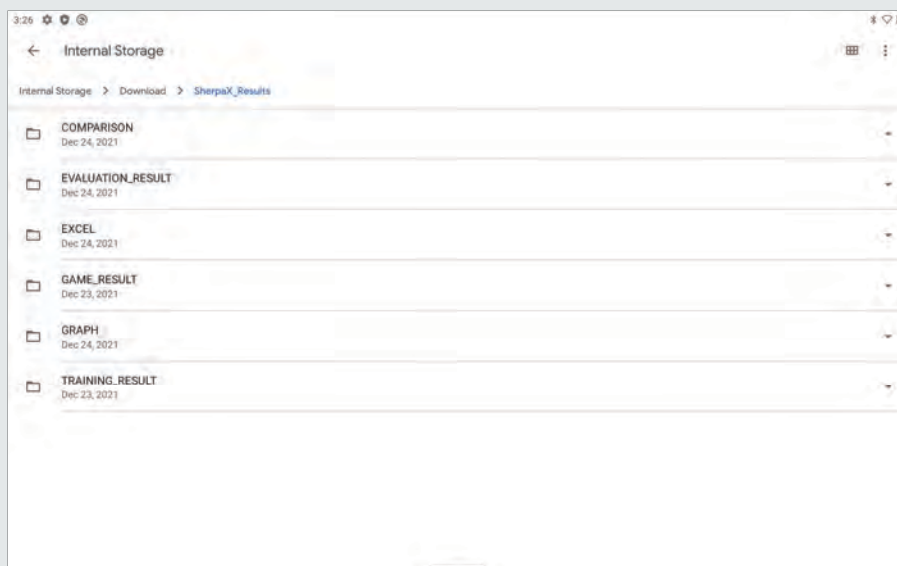 3:26
Internal Storage
Internal Storage > Download > SherpaX_Results
COMPARISON
Dec 24, 2021
EVALUATION_RESULT
Dec 24, 2021
EXCEL
Dec 24, 2021
GAME_RESULT
Dec 23, 2021
GRAPH
Dec 24, 2021
TRAINING_RESULT
Dec 23, 2021